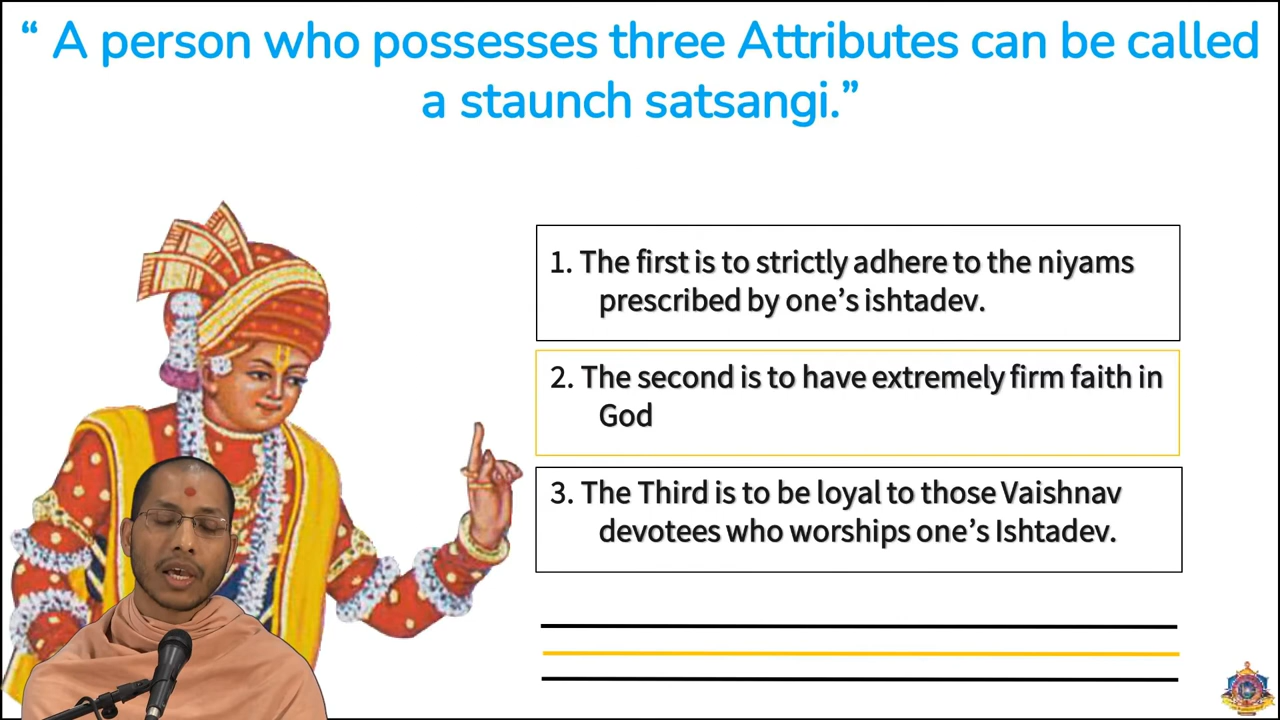 “ A person who possesses three Attributes can be called
a staunch satsangi.”
1. The first is to strictly adhere to the niyams
prescribed by one’s ishtadev.
2. The second is to have extremely firm faith in
God
3. The Third is to be loyal to those Vaishnav
devotees who worships one’s Ishtadev.